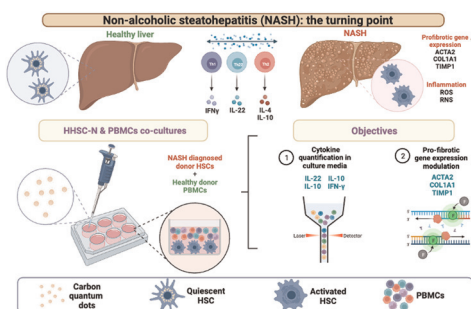 Non-alcoholic steatohepatitis (NASH): the turning point
Healthy liver
NASH
Profibrotic gene
expression
ACTA2
COL1A1
TIMP1
Inflammation
ROS
RNS
Th1
Th2
IFNγ
IL-22
IL-4
IL-10
HHSC-N & PBMCs co-cultures
Objectives
NASH diagnosed
donor HSCs
+
Healthy donor
PBMCs
1
Cytokine
quantification in
culture media
IL-22 IL-10
IL-10 IFN-γ
Laser
Detector
2
Pro-fibrotic
gene expression
modulation
ACTA2
COL1A1
TIMP1
Carbon
quantum
dots
Quiescent
HSC
Activated
HSC
PBMCs